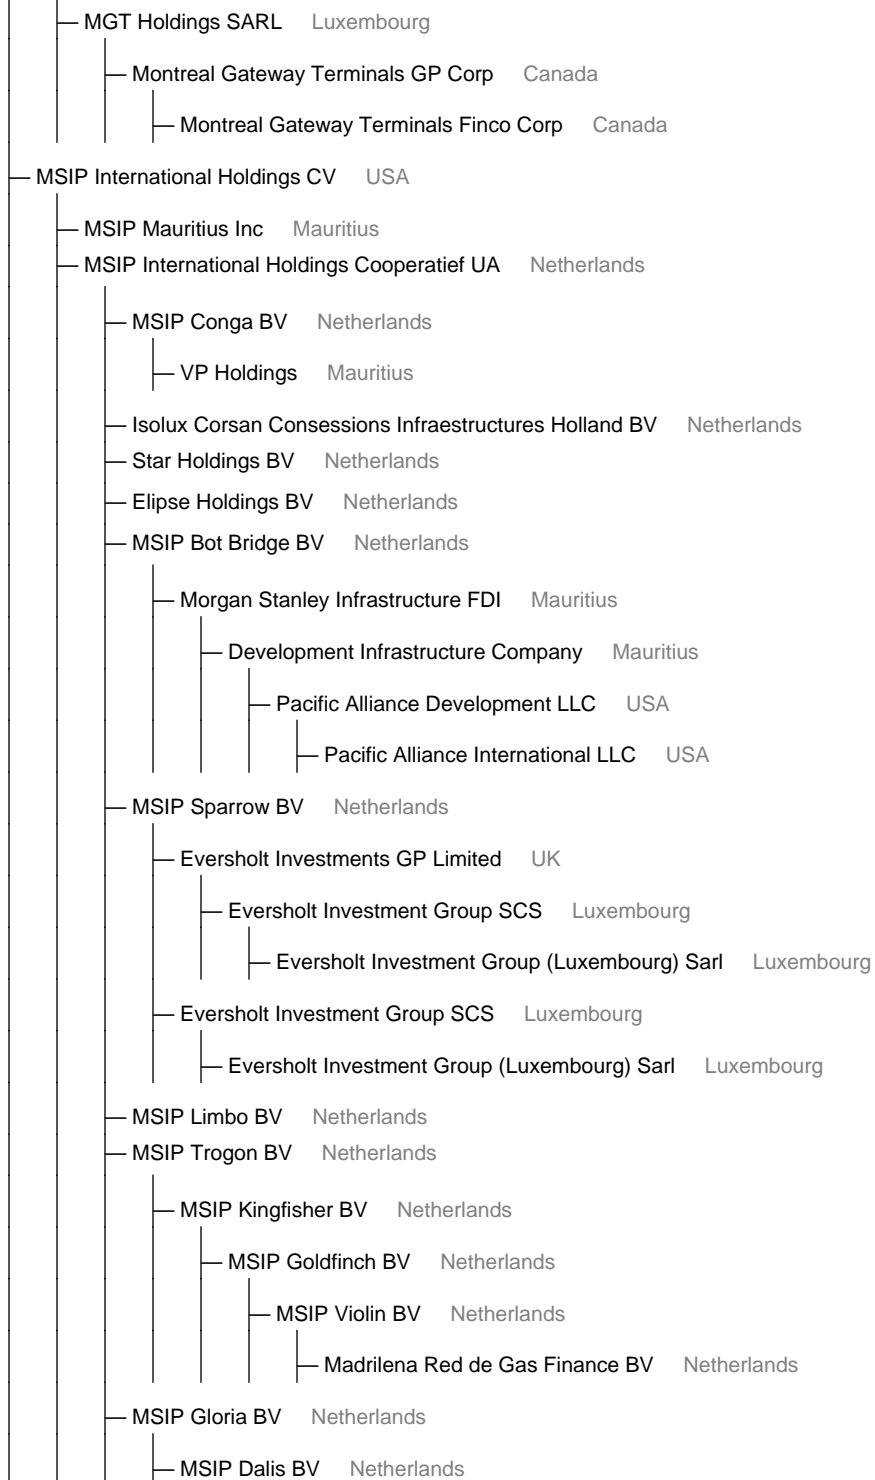 MGT Holdings SARL Luxembourg
Montreal Gateway Terminals GP Corp Canada
Montreal Gateway Terminals Finco Corp Canada
MSIP International Holdings CV USA
MSIP Mauritius Inc Mauritius
MSIP International Holdings Cooperatief UA Netherlands
MSIP Conga BV Netherlands
VP Holdings Mauritius
Isolux Corsan Consessions Infraestructures Holland BV Netherlands
Star Holdings BV Netherlands
Elipse Holdings BV Netherlands
MSIP Bot Bridge BV Netherlands
Morgan Stanley Infrastructure FDI Mauritius
Development Infrastructure Company Mauritius
Pacific Alliance Development LLC USA
Pacific Alliance International LLC USA
MSIP Sparrow BV Netherlands
Eversholt Investments GP Limited UK
Eversholt Investment Group SCS Luxembourg
Eversholt Investment Group (Luxembourg) Sarl Luxembourg
Eversholt Investment Group SCS Luxembourg
Eversholt Investment Group (Luxembourg) Sarl Luxembourg
MSIP Limbo BV Netherlands
MSIP Trogon BV Netherlands
MSIP Kingfisher BV Netherlands
MSIP Goldfinch BV Netherlands
MSIP Violin BV Netherlands
Madrilena Red de Gas Finance BV Netherlands
MSIP Gloria BV Netherlands
MSIP Dalis BV Netherlands